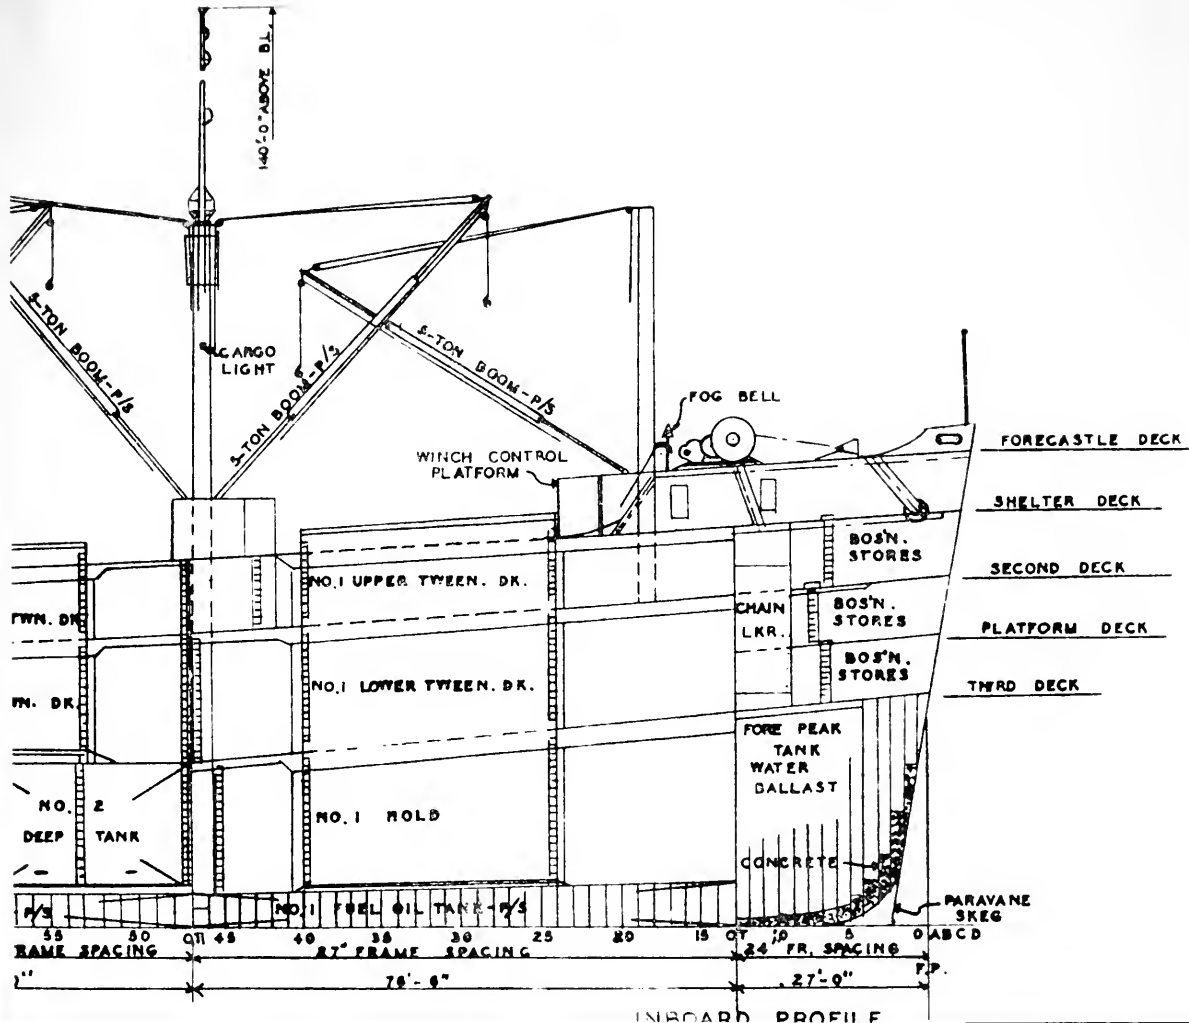 140'-0" ABOVE B.L.
5-TON BOOM-P/S
CARGO
LIGHT
5-TON BOOM-P/S
5-TON BOOM-P/S
FOG BELL
WINCH CONTROL
PLATFORM
FORECASTLE DECK
SHELTER DECK
SECOND DECK
PLATFORM DECK
THIRD DECK
BOS'N.
STORES
BOS'N.
STORES
BOS'N.
STORES
CHAIN
LKR.
NO.1 UPPER TWEEN. DK.
TWN. DK.
NO.1 LOWER TWEEN. DK.
WN. DK.
FORE PEAK
TANK
WATER
BALLAST
NO. 2
DEEP TANK
NO. 1 HOLD
CONCRETE
PARAVANE
SKEG
P/S
NO.1 FUEL OIL TANK-P/S
55 50 OTT 45 40 35 30 25 20 15 OT 10 5 0 A B C D
RAME SPACING
27" FRAME SPACING
24" FR. SPACING
F.P.
76'-6"
27'-0"
INBOARD PROFILE